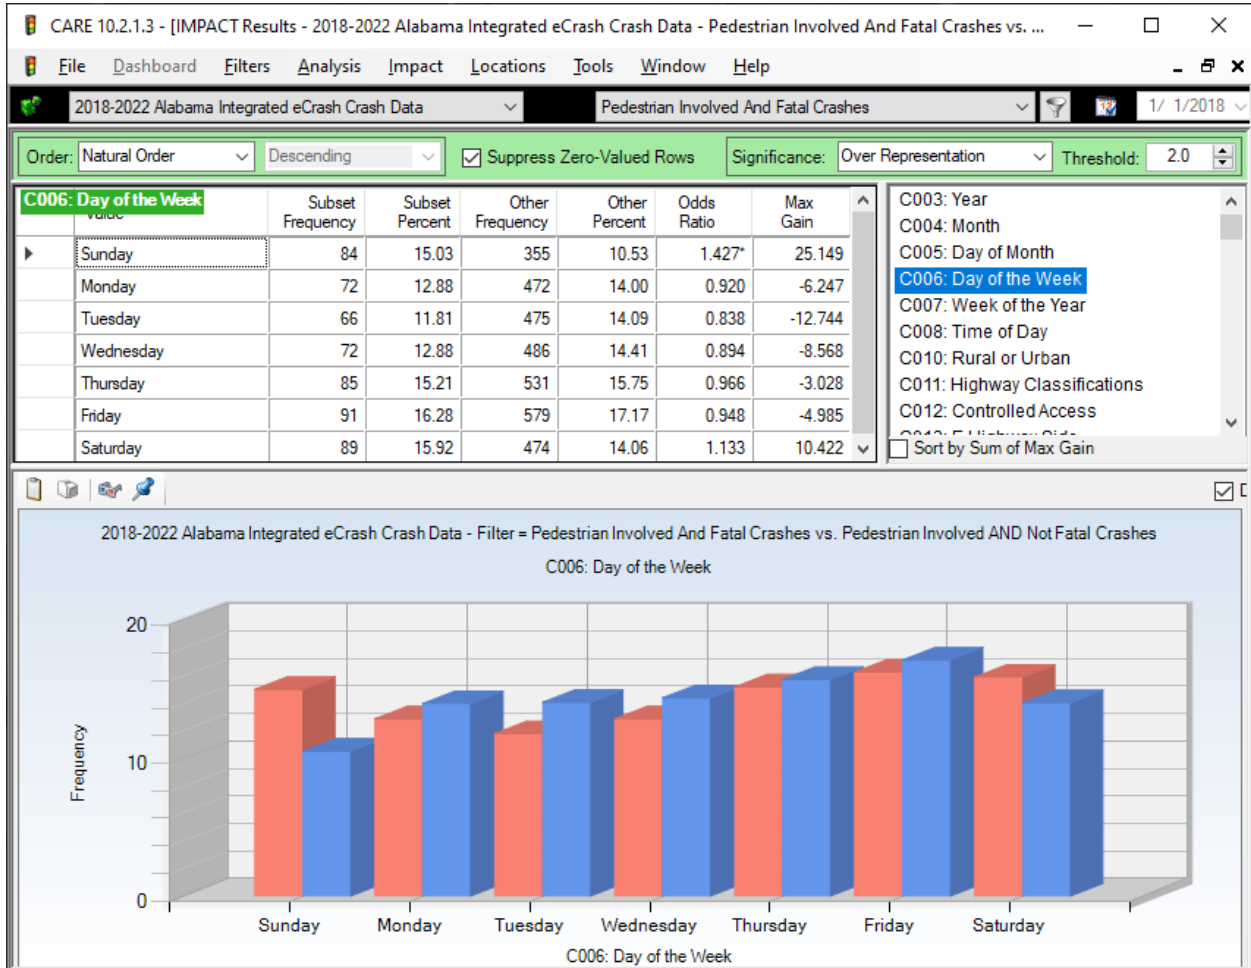 CARE 10.2.1.3 - [IMPACT Results - 2018-2022 Alabama Integrated eCrash Crash Data - Pedestrian Involved And Fatal Crashes vs. ...
File Dashboard Filters Analysis Impact Locations Tools Window Help
2018-2022 Alabama Integrated eCrash Crash Data Pedestrian Involved And Fatal Crashes 1/ 1/2018
Order: Natural Order Descending Suppress Zero-Valued Rows Significance: Over Representation Threshold: 2.0
C006: Day of the Week Subset Frequency Subset Percent Other Frequency Other Percent Odds Ratio Max Gain
Sunday 84 15.03 355 10.53 1.427* 25.149
Monday 72 12.88 472 14.00 0.920 -6.247
Tuesday 66 11.81 475 14.09 0.838 -12.744
Wednesday 72 12.88 486 14.41 0.894 -8.568
Thursday 85 15.21 531 15.75 0.966 -3.028
Friday 91 16.28 579 17.17 0.948 -4.985
Saturday 89 15.92 474 14.06 1.133 10.422
C003: Year
C004: Month
C005: Day of Month
C006: Day of the Week
C007: Week of the Year
C008: Time of Day
C010: Rural or Urban
C011: Highway Classifications
C012: Controlled Access
Sort by Sum of Max Gain
2018-2022 Alabama Integrated eCrash Crash Data - Filter = Pedestrian Involved And Fatal Crashes vs. Pedestrian Involved AND Not Fatal Crashes
C006: Day of the Week
20
10
0
Frequency
Sunday Monday Tuesday Wednesday Thursday Friday Saturday
C006: Day of the Week